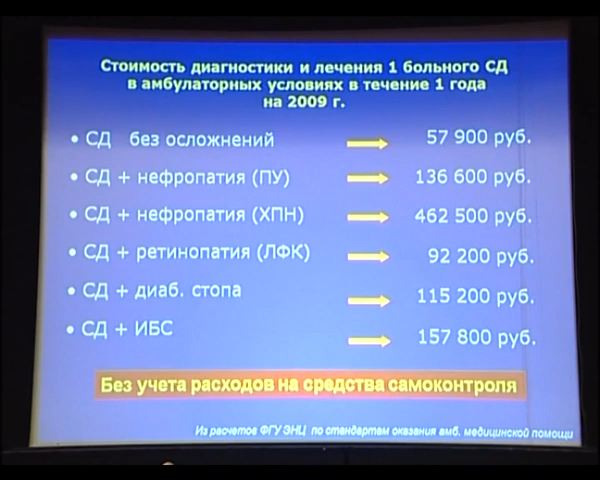 Стоимость диагностики и лечения 1 больного СД
в амбулаторных условиях в течение 1 года
на 2009 г.
• СД без осложнений 57 900 руб.
• СД + нефропатия (ПУ) 136 600 руб.
• СД + нефропатия (ХПН) 462 500 руб.
• СД + ретинопатия (ЛФК) 92 200 руб.
• СД + диаб. стопа 115 200 руб.
• СД + ИБС 157 800 руб.
Без учета расходов на средства самоконтроля
Из расчетов ФГУ ЭНЦ по стандартам оказания амб. медицинской помощи